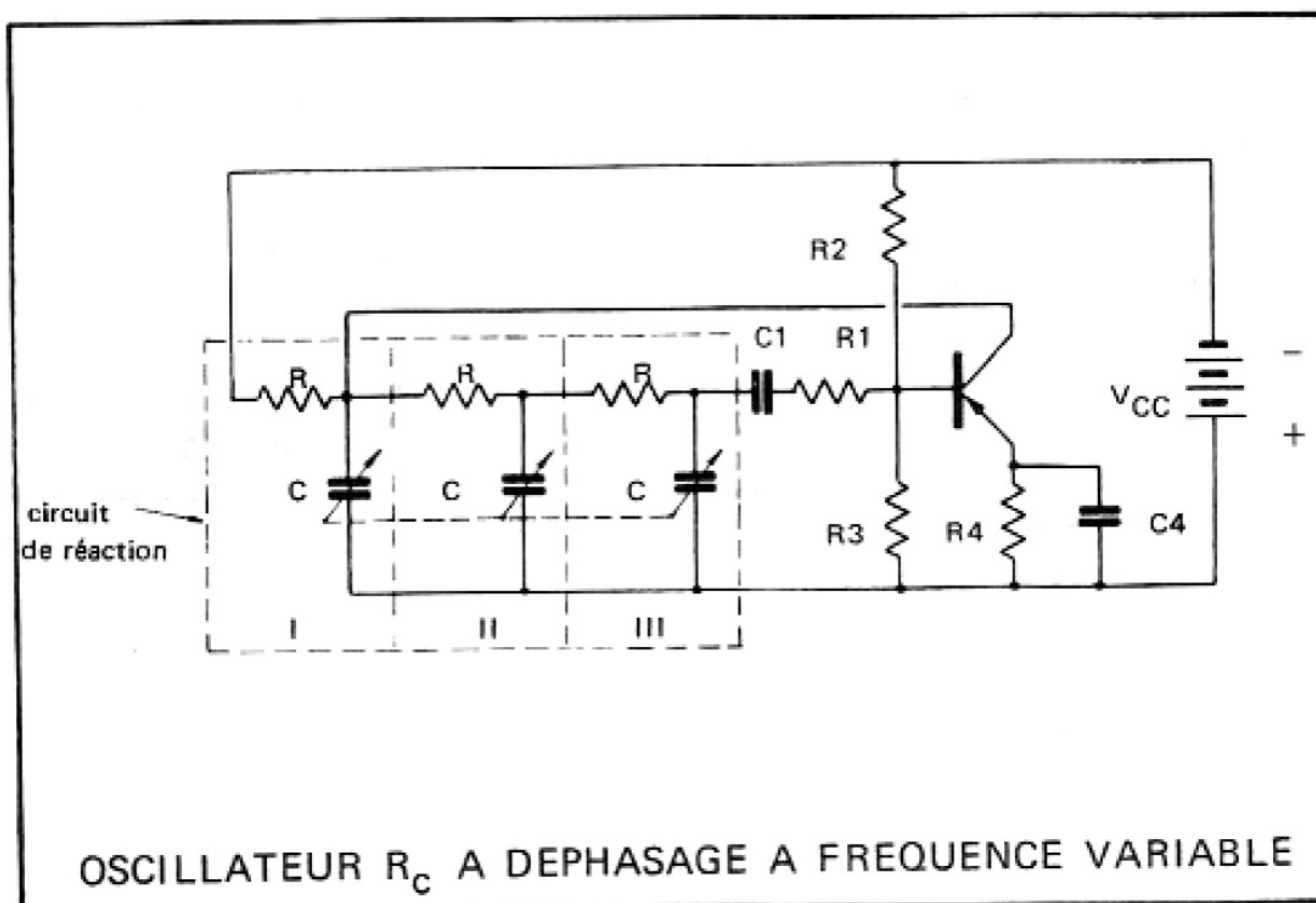 R2
C1 R1
R R R
VCC
-
+
C C C
circuit
de réaction
R3 R4 C4
I II III
OSCILLATEUR Rc A DEPHASAGE A FREQUENCE VARIABLE